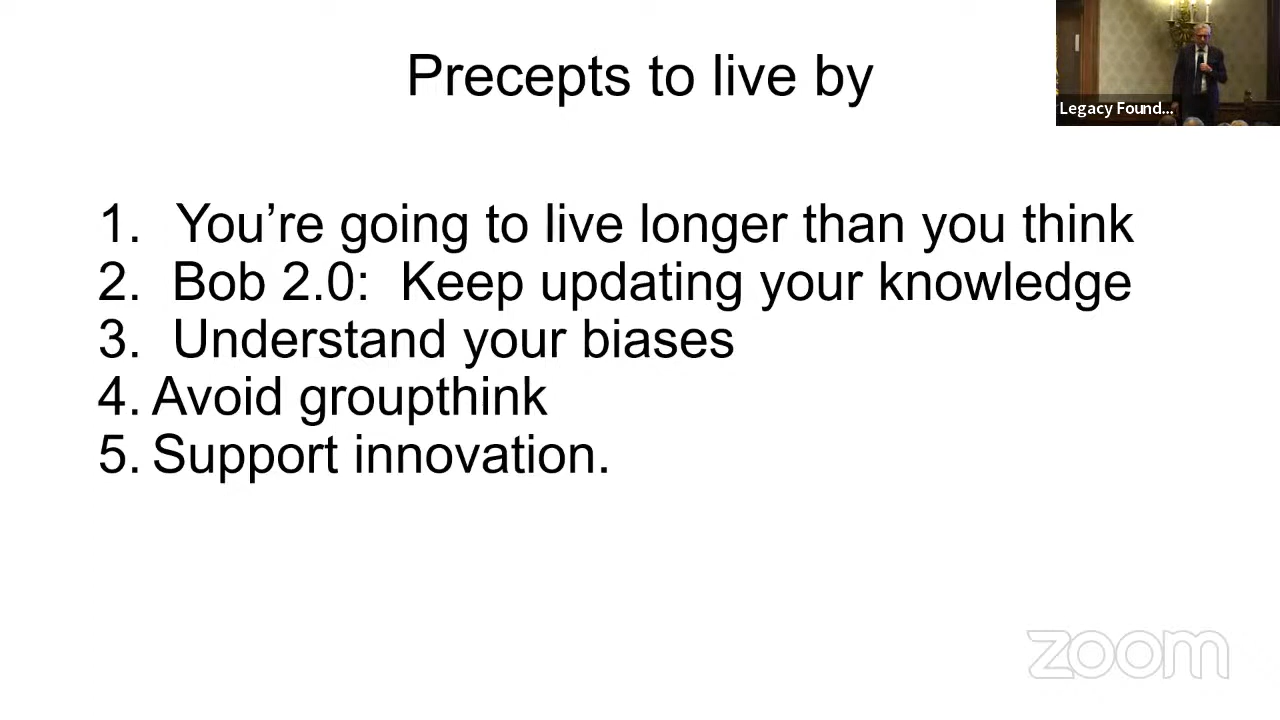 Precepts to live by
Legacy Found...
1. You’re going to live longer than you think
2. Bob 2.0: Keep updating your knowledge
3. Understand your biases
4. Avoid groupthink
5. Support innovation.
zoom